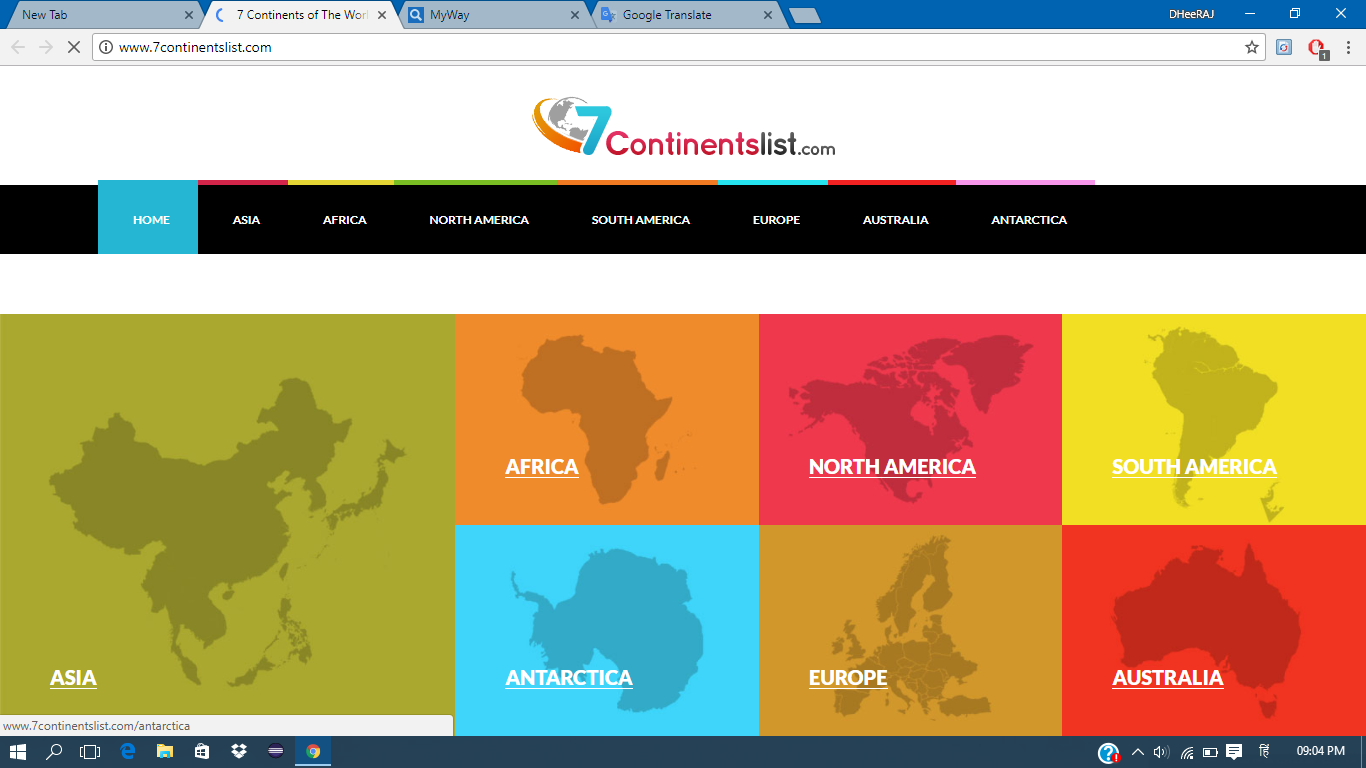 New Tab
7 Continents of The Worl
MyWay
Google Translate
DHeeRAJ
www.7continentslist.com
1
7Continentslist.com
HOME
ASIA
AFRICA
NORTH AMERICA
SOUTH AMERICA
EUROPE
AUSTRALIA
ANTARCTICA
AFRICA
NORTH AMERICA
SOUTH AMERICA
ASIA
ANTARCTICA
EUROPE
AUSTRALIA
www.7continentslist.com/antarctica
हिं
09:04 PM